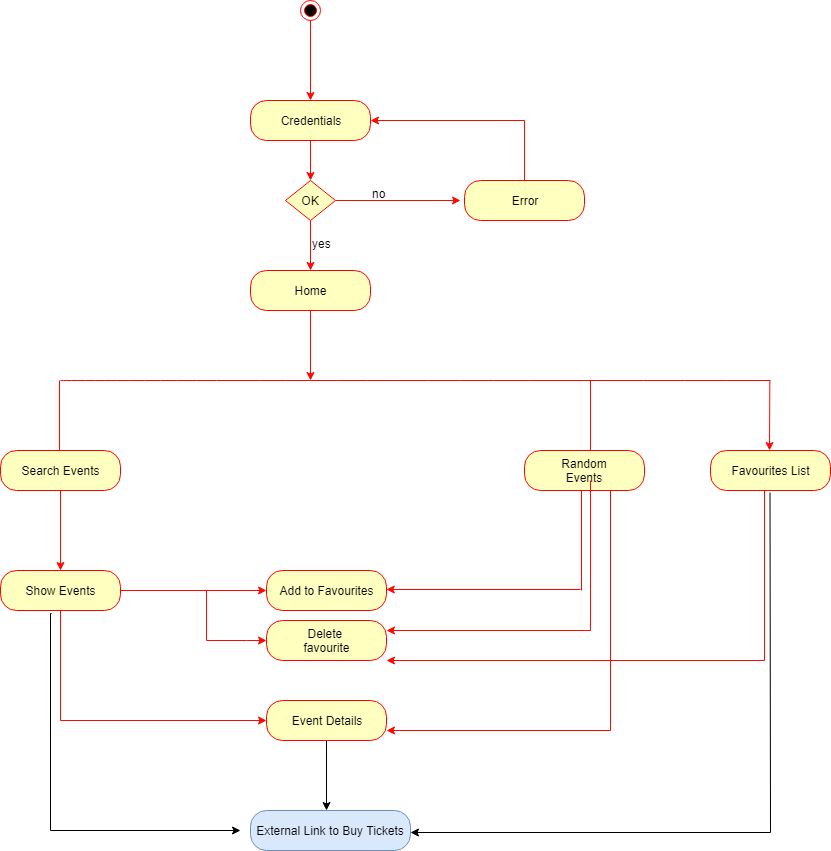 Credentials
OK
no
Error
yes
Home
Search Events
Random
Events
Favourites List
Show Events
Add to Favourites
Delete
favourite
Event Details
External Link to Buy Tickets